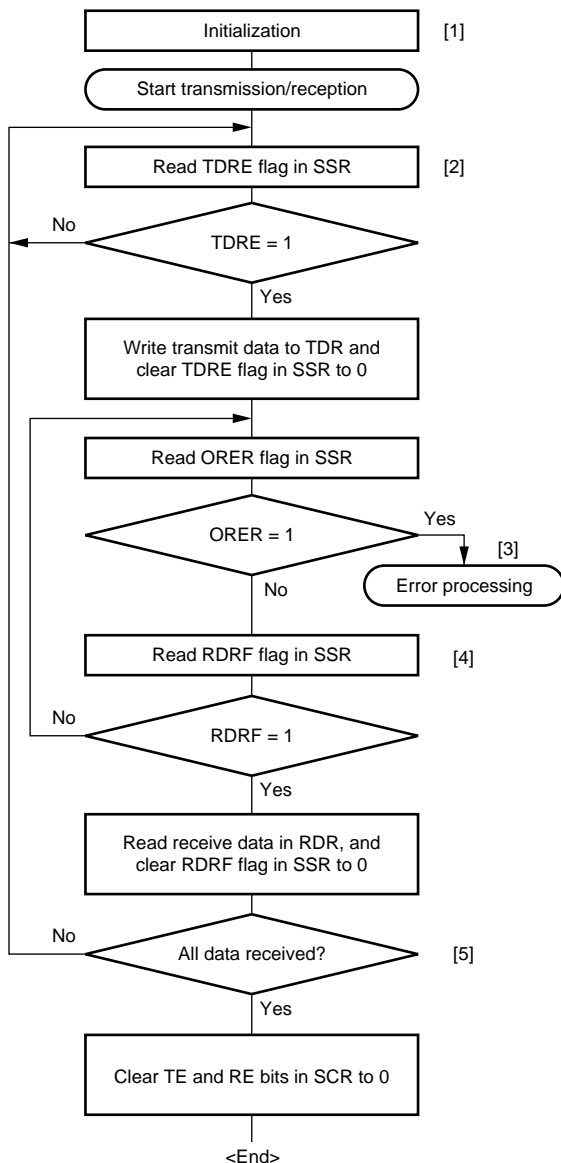 Initialization
[1]
Start transmission/reception
Read TDRE flag in SSR
[2]
No
TDRE = 1
Yes
Write transmit data to TDR and
clear TDRE flag in SSR to 0
Read ORER flag in SSR
ORER = 1
Yes
[3]
Error processing
No
Read RDRF flag in SSR
[4]
No
RDRF = 1
Yes
Read receive data in RDR, and
clear RDRF flag in SSR to 0
No
All data received?
[5]
Yes
Clear TE and RE bits in SCR to 0
<End>